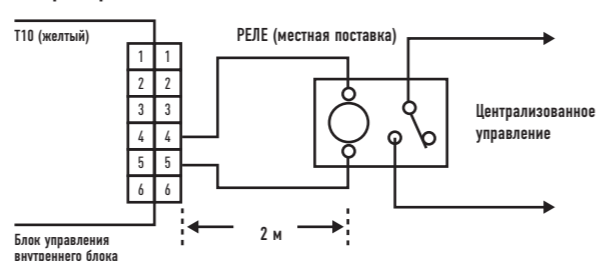 Т10 (желтый)
РЕЛЕ (местная поставка)
1 1
2 2
3 3
4 4
5 5
6 6
Централизованное
управление
2 м
Блок управления
внутреннего блока